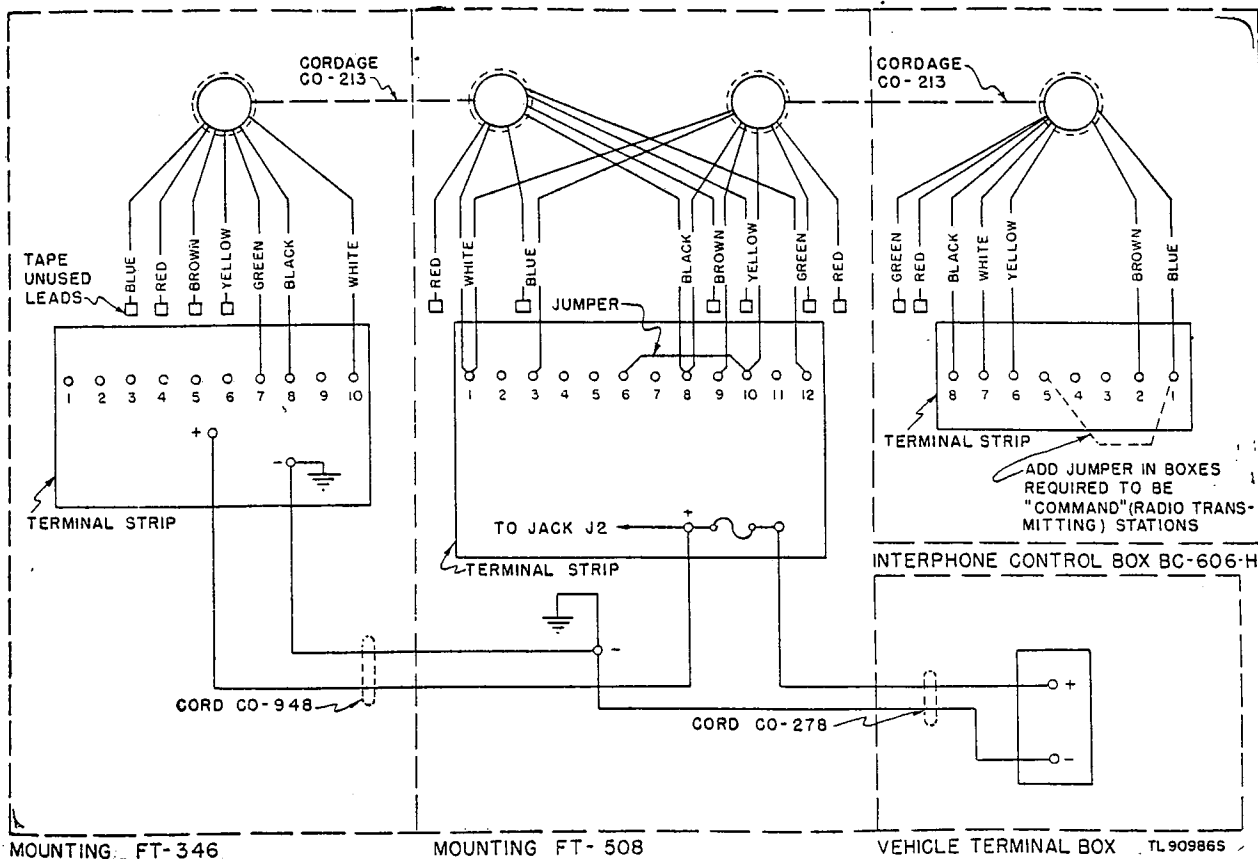 CORDAGE
CO-213
CORDAGE
CO-213
TAPE
UNUSED
LEADS
BLUE
RED
BROWN
YELLOW
GREEN
BLACK
WHITE
RED
WHITE
BLUE
BLACK
BROWN
YELLOW
GREEN
RED
GREEN
RED
BLACK
WHITE
YELLOW
BROWN
BLUE
JUMPER
1 2 3 4 5 6 7 8 9 10
1 2 3 4 5 6 7 8 9 10 11 12
8 7 6 5 4 3 2 1
+
-
TERMINAL STRIP
TO JACK J2
+
TERMINAL STRIP
TERMINAL STRIP
ADD JUMPER IN BOXES
REQUIRED TO BE
"COMMAND"(RADIO TRANS-
MITTING) STATIONS
INTERPHONE CONTROL BOX BC-606-H
-
CORD CO-948
CORD CO-278
+
-
MOUNTING FT-346
MOUNTING FT-508
VEHICLE TERMINAL BOX
TL90986S